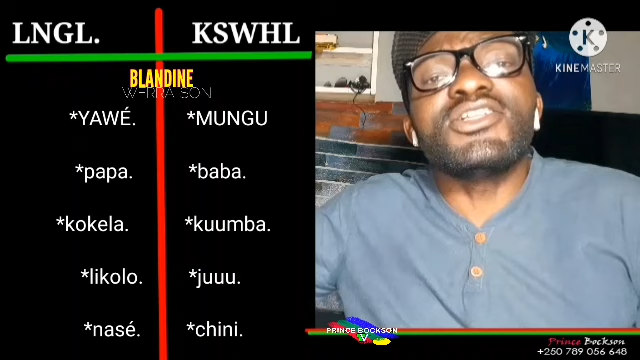 LNGL. KSWHL
BLANDINE
*YAWÉ. *MUNGU
*papa. *baba.
*kokela. *kuumba.
*likolo. *juuu.
*nasé. *chini.
K
KINEMASTER
PRINCE BOCKSON
Prince Bockson
+250 789 056 648